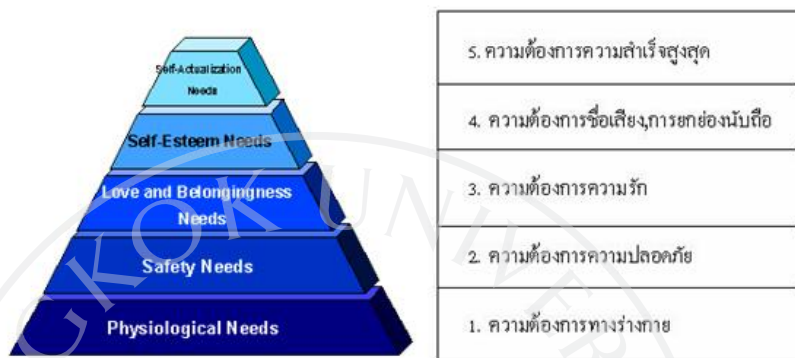 Self-Actualization
Needs
Self-Esteem Needs
Love and Belongingness
Needs
Safety Needs
Physiological Needs
5. ความต้องการความสำเร็จสูงสุด
4. ความต้องการชื่อเสียง,การยกย่องนับถือ
3. ความต้องการความรัก
2. ความต้องการความปลอดภัย
1. ความต้องการทางร่างกาย
GKOK UNIVER